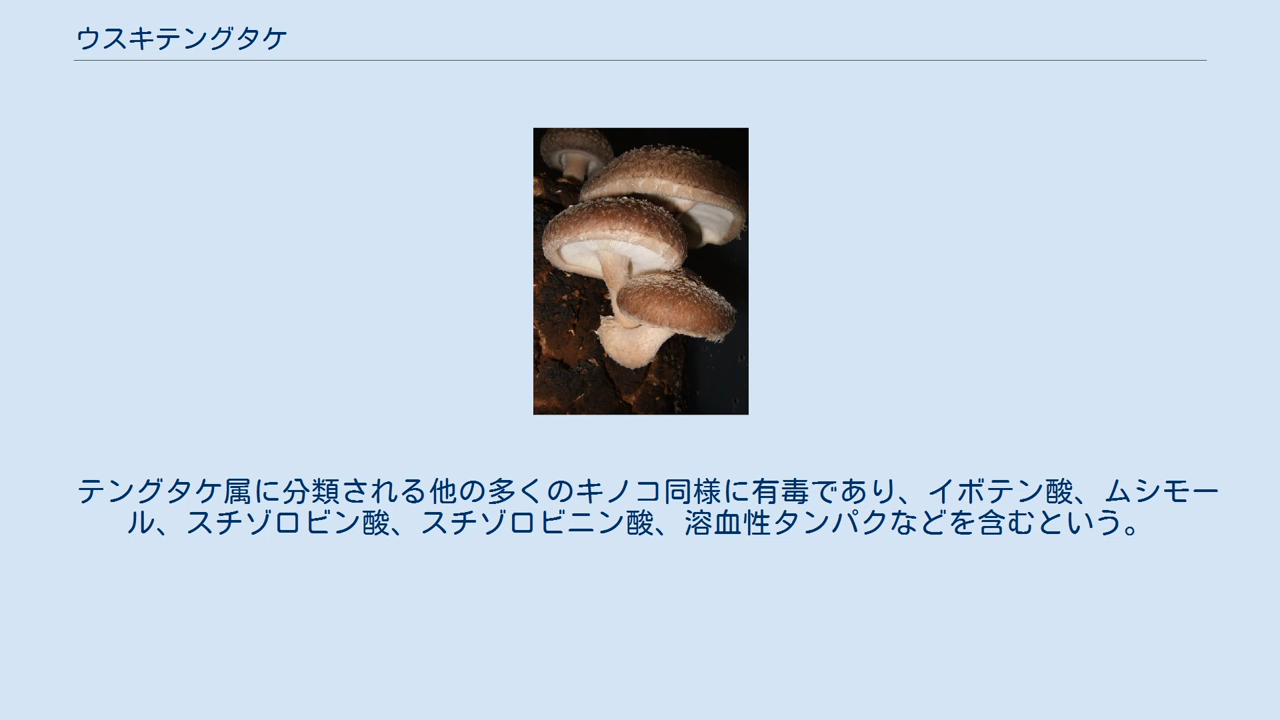 ウスキテングタケ
テングタケ属に分類される他の多くのキノコ同様に有毒であり、イボテン酸、ムシモー
ル、スチゾロビン酸、スチゾロビニン酸、溶血性タンパクなどを含むという。